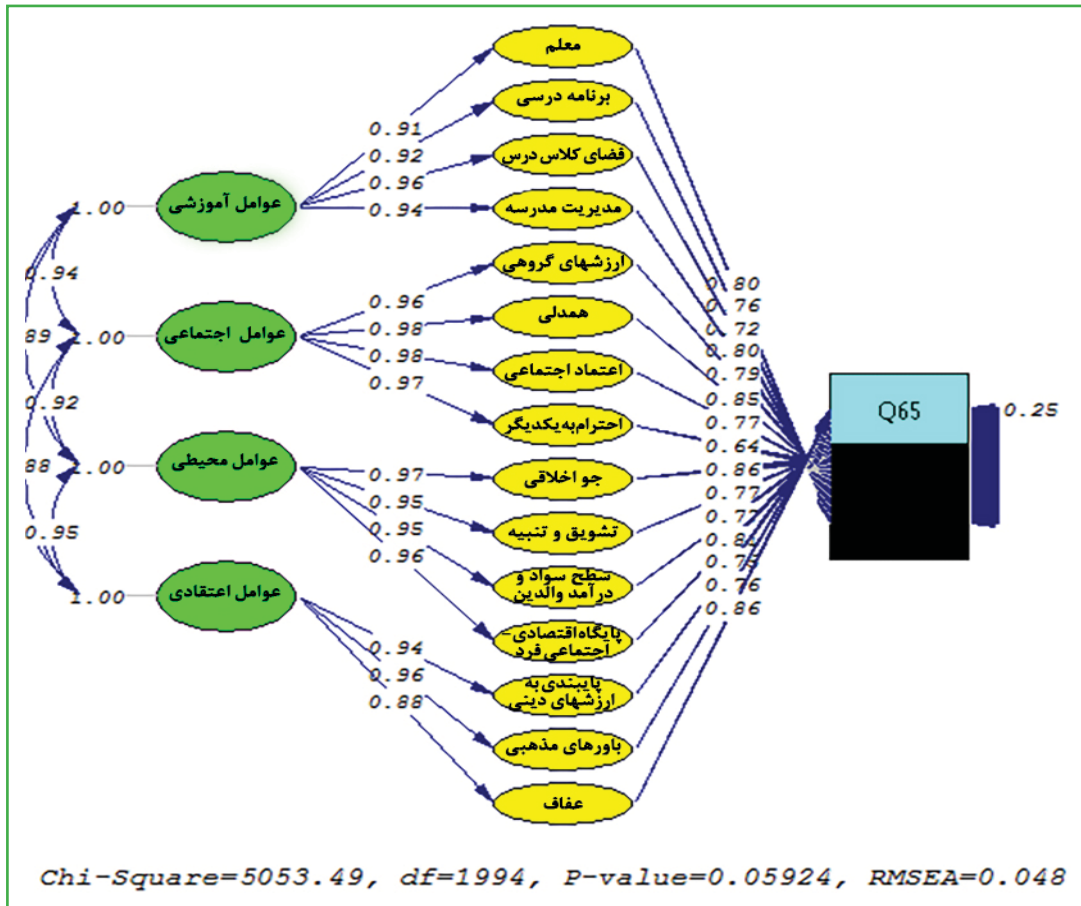 معلم
برنامه درسی
فضای کلاس درس
مدیریت مدرسه
ارزشهای گروهی
همدلی
اعتماد اجتماعی
احترام به یکدیگر
جو اخلاقی
تشویق و تنبیه
سطح سواد و
درآمد والدین
پایگاه اقتصادی-
اجتماعی فرد
پایبندی به
ارزشهای دینی
باورهای مذهبی
عفاف
عوامل آموزشی
عوامل اجتماعی
عوامل محیطی
عوامل اعتقادی
1.00
1.00
1.00
1.00
0.94
89
0.92
88
0.95
0.91
0.92
0.96
0.94
0.96
0.98
0.98
0.97
0.97
0.95
0.95
0.96
0.94
0.96
0.88
0.80
0.76
0.72
0.80
0.79
0.85
0.77
0.64
0.86
0.77
0.77
0.76
0.86
Q65
0.25
Chi-Square=5053.49, df=1994, P-value=0.05924, RMSEA=0.048